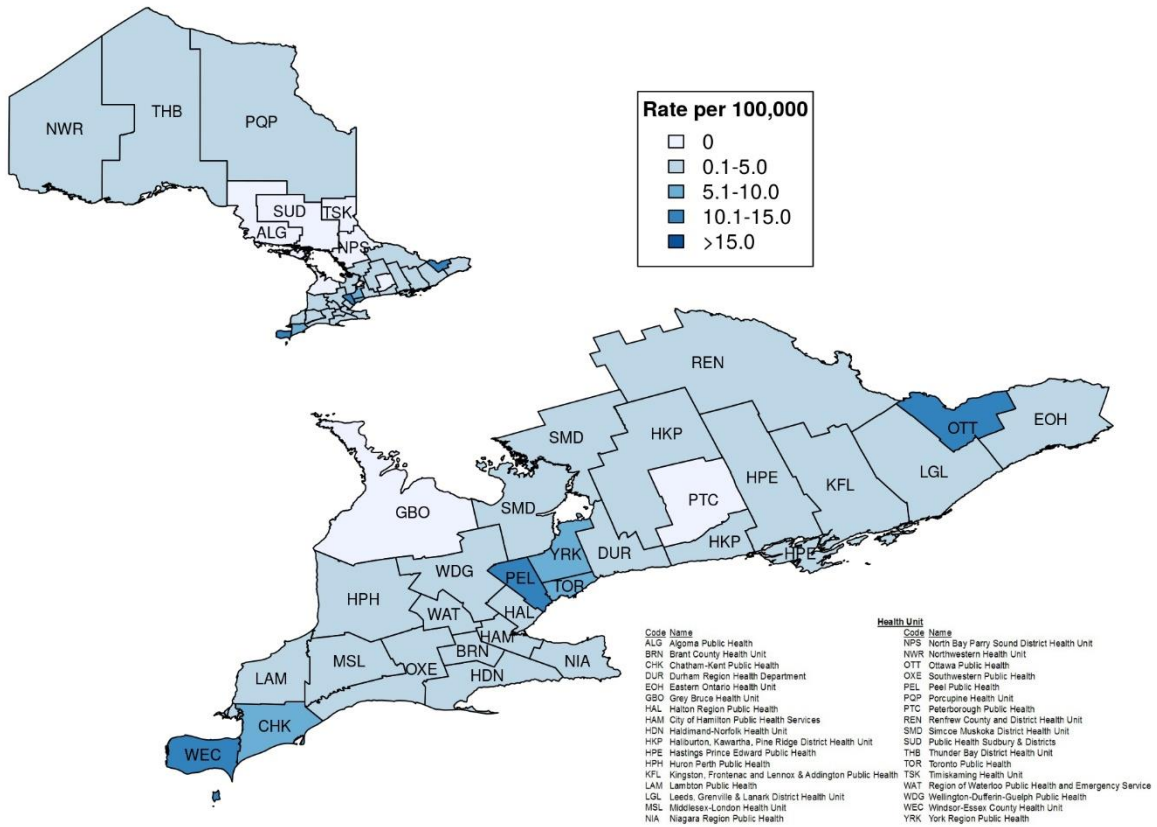 NWR
THB
PQP
SUD
TSK
ALG
NPS
Rate per 100,000
0
0.1-5.0
5.1-10.0
10.1-15.0
>15.0
REN
SMD
HKP
OTT
EOH
HPE
KFL
LGL
PTC
GBO
SMD
YRK
DUR
HKP
HPE
WDG
PEL
TOR
HPH
WAT
HAL
HAM
MSL
OXE
BRN
NIA
LAM
HDN
CHK
WEC
Health Unit
Code Name
ALG Algoma Public Health
BRN Brant County Health Unit
CHK Chatham-Kent Public Health
DUR Durham Region Health Department
EOH Eastern Ontario Health Unit
GBO Grey Bruce Health Unit
HAL Halton Region Public Health
HAM City of Hamilton Public Health Services
HDN Haldimand-Norfolk Health Unit
HKP Haliburton, Kawartha, Pine Ridge District Health Unit
HPE Hastings Prince Edward Public Health
HPH Huron Perth Public Health
KFL Kingston, Frontenac and Lennox & Addington Public Health
LAM Lambton Public Health
LGL Leeds, Grenville & Lanark District Health Unit
MSL Middlesex-London Health Unit
NIA Niagara Region Public Health
Code Name
NPS North Bay Parry Sound District Health Unit
NWR Northwestern Health Unit
OTT Ottawa Public Health
OXE Southwestern Public Health
PEL Peel Public Health
PQP Porcupine Health Unit
PTC Peterborough Public Health
REN Renfrew County and District Health Unit
SMD Simcoe Muskoka District Health Unit
SUD Public Health Sudbury & Districts
THB Thunder Bay District Health Unit
TOR Toronto Public Health
TSK Timiskaming Health Unit
WAT Region of Waterloo Public Health and Emergency Service
WDG Wellington-Dufferin-Guelph Public Health
WEC Windsor-Essex County Health Unit
YRK York Region Public Health